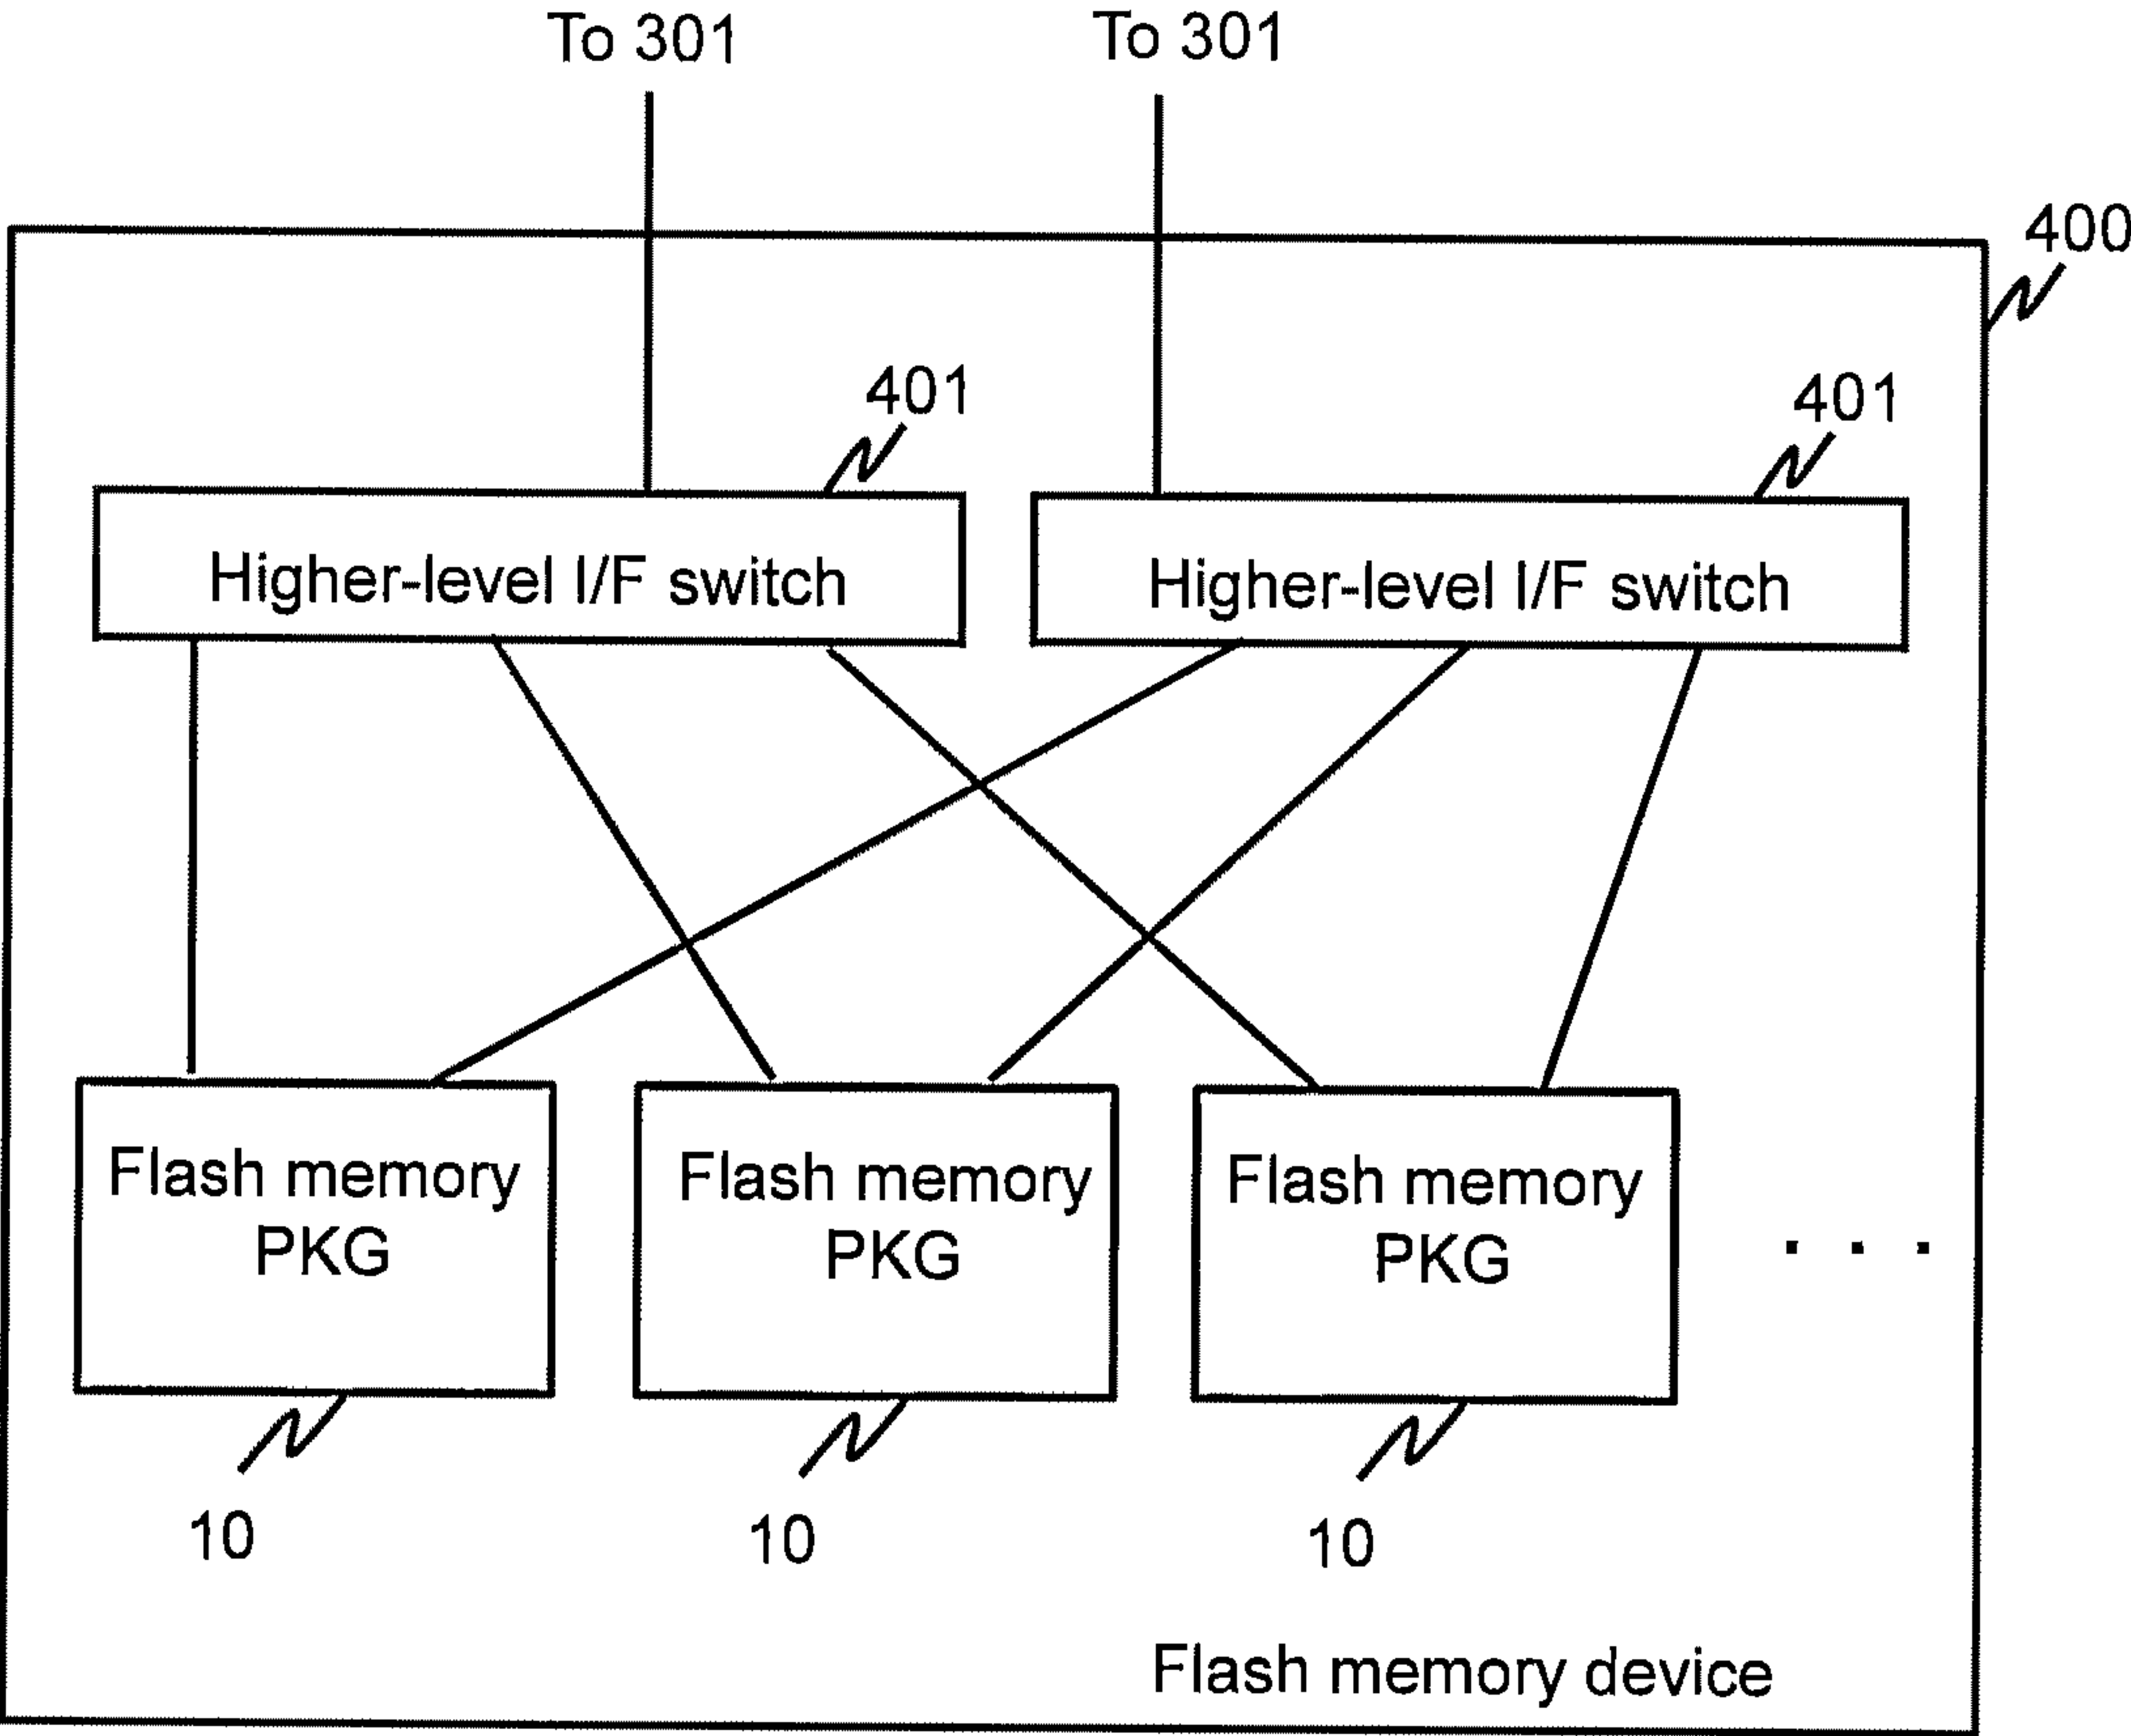 To 301
To 301
400
401
401
Higher-level I/F switch
Higher-level I/F switch
Flash memory
PKG
Flash memory
PKG
Flash memory
PKG
. . .
10
10
10
Flash memory device